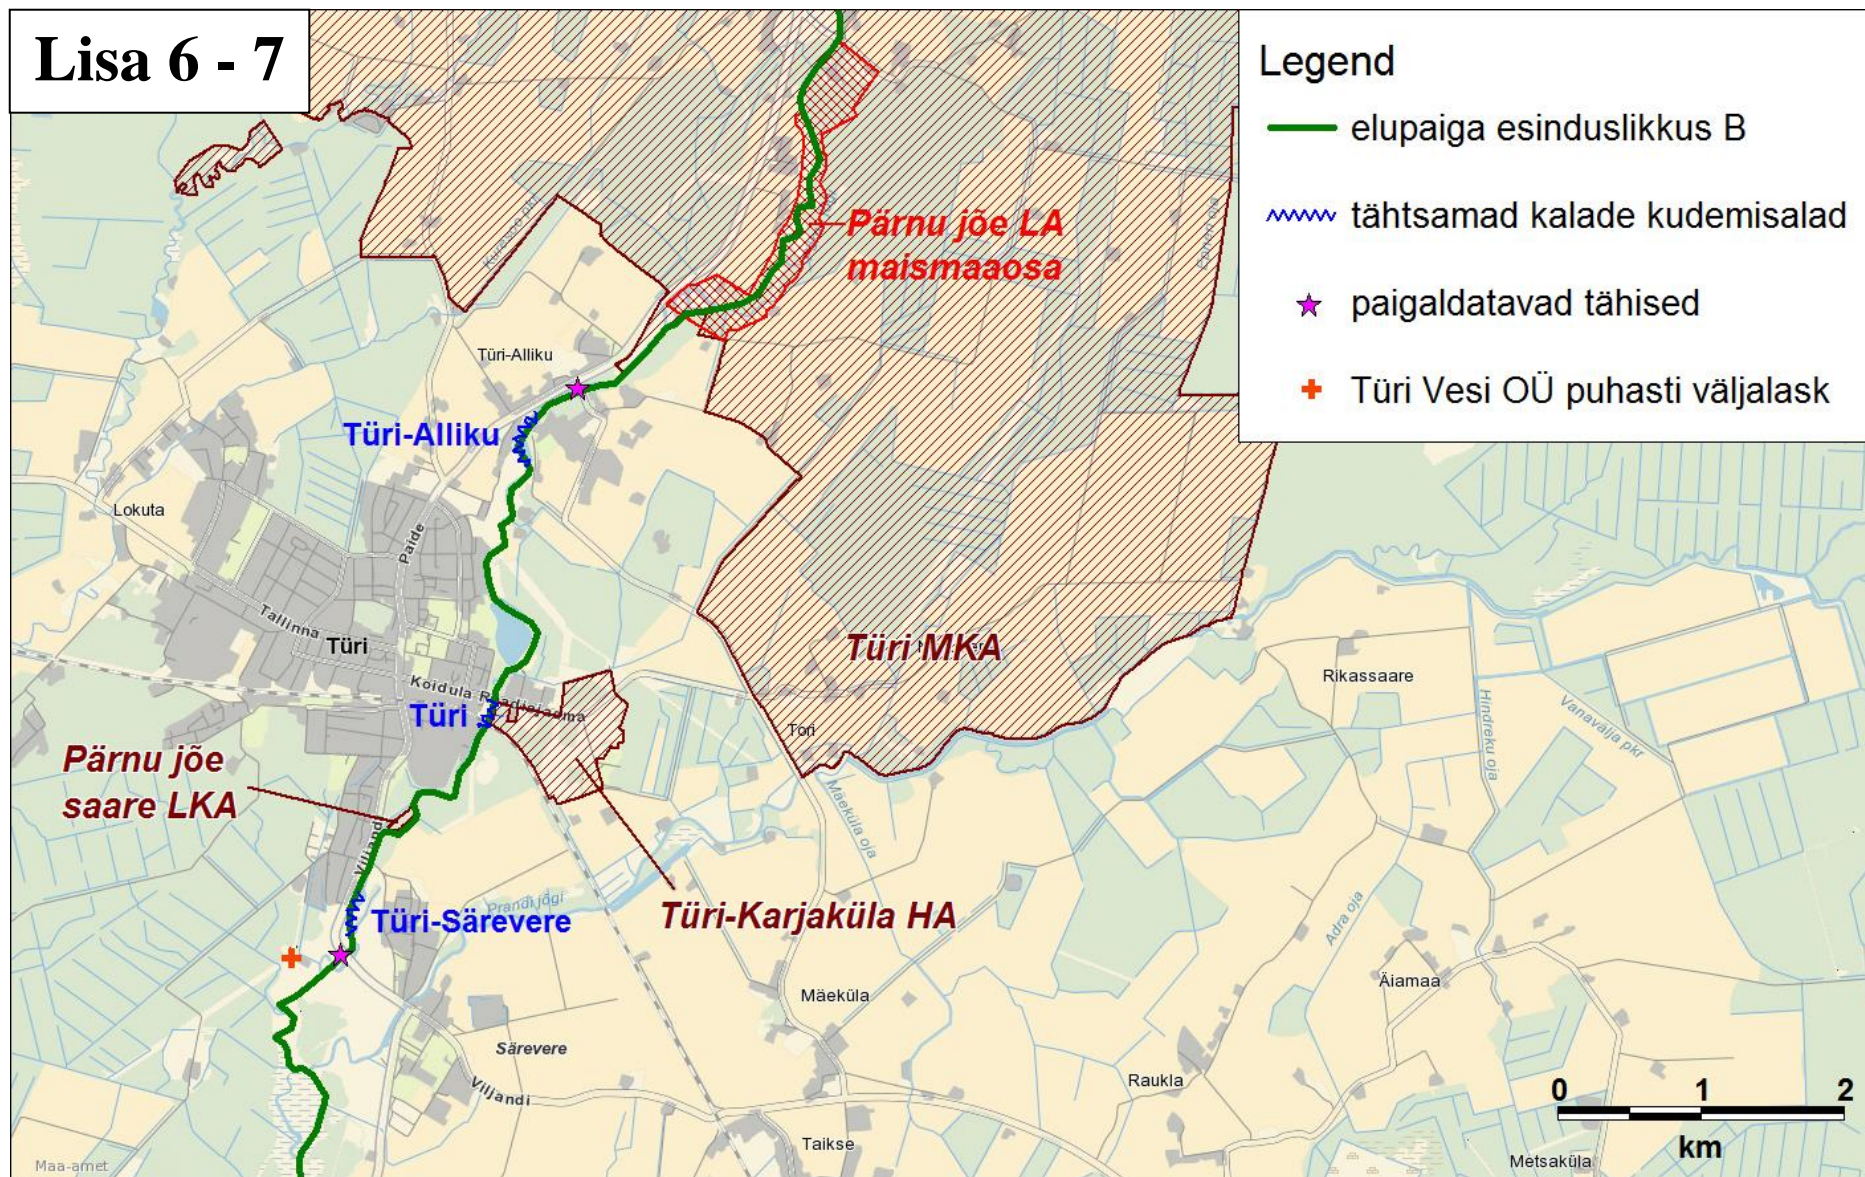 Lisa 6 - 7
Legend
elupaiga esinduslikkus B
tähtsamad kalade kudemisalad
paigaldatavad tähised
Türi Vesi OÜ puhasti väljalask
Pärnu jõe LA
maismaaosa
Türi-Alliku
Türi-Alliku
Lokuta
Paide
Tallinna
Türi
Koidula
Türi
Türi MKA
Tori
Rikassaare
Hindreku oja
Vanavälja pkr
Pärnu jõe
saare LKA
Mäeküla oja
Viljandi
Prandi jõgi
Türi-Särevere
Türi-Karjaküla HA
Adra oja
Äiamaa
Mäeküla
Särevere
Viljandi
Raukla
Taikse
Metsaküla
0 1 2
km
Maa-amet